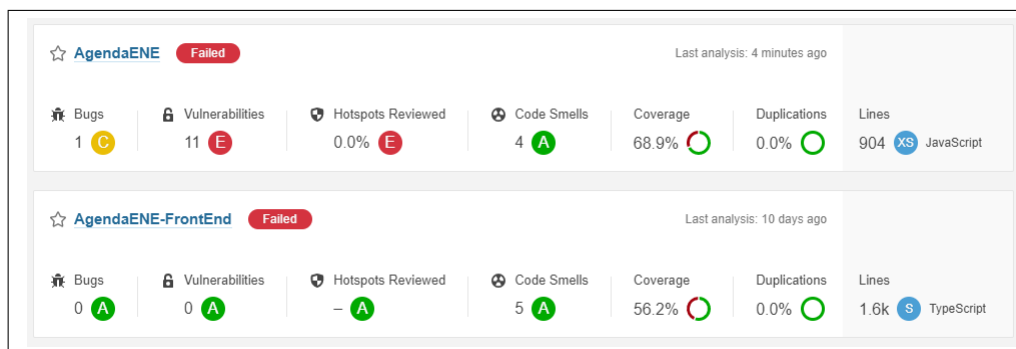 AgendaENE Failed Last analysis: 4 minutes ago
Bugs Vulnerabilities Hotspots Reviewed Code Smells Coverage Duplications Lines
1 C 11 E 0.0% E 4 A 68.9% 0.0% 904 XS JavaScript
AgendaENE-FrontEnd Failed Last analysis: 10 days ago
Bugs Vulnerabilities Hotspots Reviewed Code Smells Coverage Duplications Lines
0 A 0 A – A 5 A 56.2% 0.0% 1.6k S TypeScript